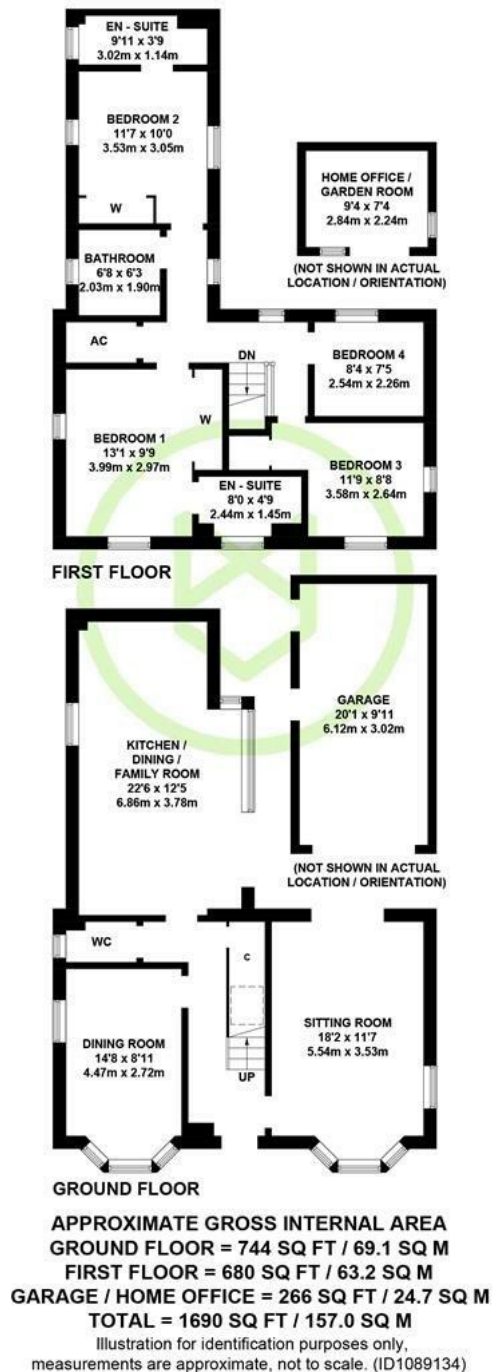 EN - SUITE
9'11 x 3'9
3.02m x 1.14m
BEDROOM 2
11'7 x 10'0
3.53m x 3.05m
W
HOME OFFICE /
GARDEN ROOM
9'4 x 7'4
2.84m x 2.24m
(NOT SHOWN IN ACTUAL
LOCATION / ORIENTATION)
BATHROOM
6'8 x 6'3
2.03m x 1.90m
AC
DN
BEDROOM 4
8'4 x 7'5
2.54m x 2.26m
W
BEDROOM 1
13'1 x 9'9
3.99m x 2.97m
BEDROOM 3
11'9 x 8'8
3.58m x 2.64m
EN - SUITE
8'0 x 4'9
2.44m x 1.45m
FIRST FLOOR
GARAGE
20'1 x 9'11
6.12m x 3.02m
(NOT SHOWN IN ACTUAL
LOCATION / ORIENTATION)
KITCHEN /
DINING /
FAMILY ROOM
22'6 x 12'5
6.86m x 3.78m
WC
C
DINING ROOM
14'8 x 8'11
4.47m x 2.72m
UP
SITTING ROOM
18'2 x 11'7
5.54m x 3.53m
GROUND FLOOR
APPROXIMATE GROSS INTERNAL AREA
GROUND FLOOR = 744 SQ FT / 69.1 SQ M
FIRST FLOOR = 680 SQ FT / 63.2 SQ M
GARAGE / HOME OFFICE = 266 SQ FT / 24.7 SQ M
TOTAL = 1690 SQ FT / 157.0 SQ M
Illustration for identification purposes only,
measurements are approximate, not to scale. (ID1089134)